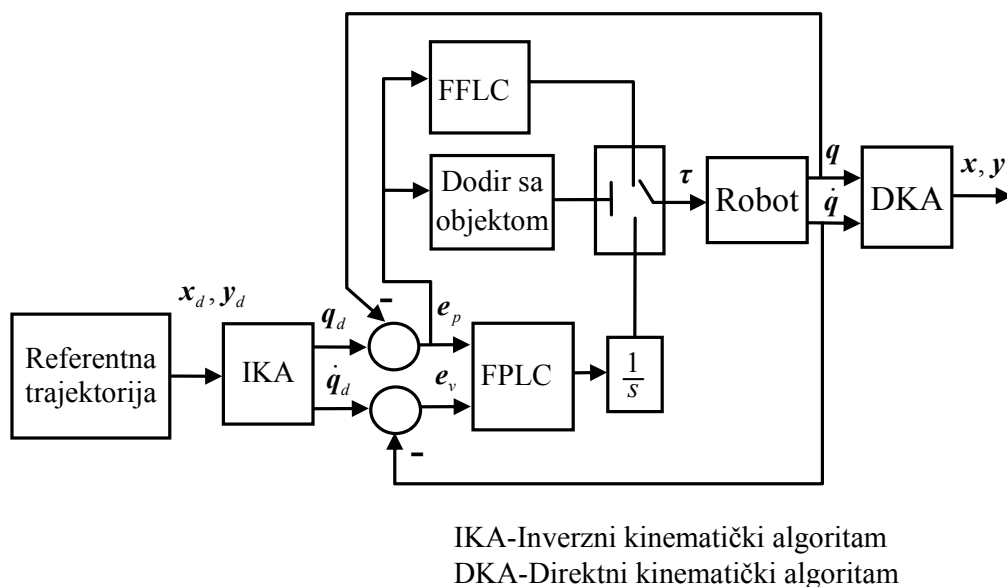 FFLC
Dodir sa
objektom
τ
Robot
q
q̇
DKA
x, y
Referentna
trajektorija
x_d, y_d
IKA
q_d
q̇_d
-
-
e_p
e_v
FPLC
1
s
IKA-Inverzni kinematički algoritam
DKA-Direktni kinematički algoritam